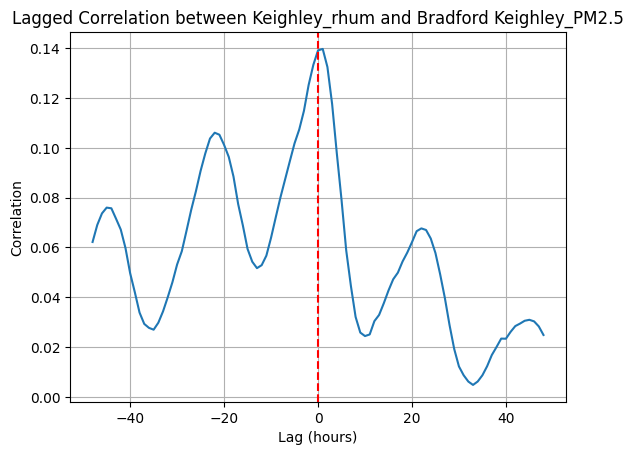 Lagged Correlation between Keighley_rhum and Bradford Keighley_PM2.5
0.14
0.12
0.10
0.08
0.06
0.04
0.02
0.00
Correlation
−40 −20 0 20 40
Lag (hours)